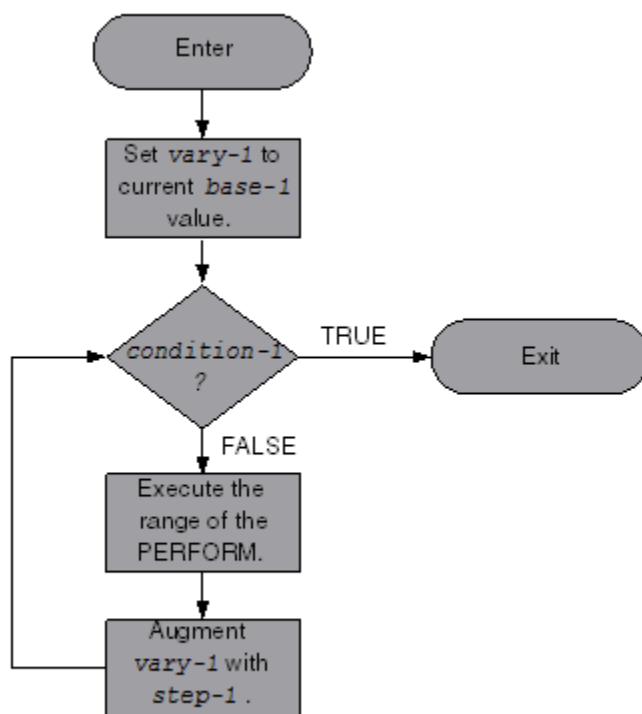 Enter
Set vary-1 to
current base-1
value.
condition-1
?
TRUE
Exit
FALSE
Execute the
range of the
PERFORM.
Augment
vary-1 with
step-1 .